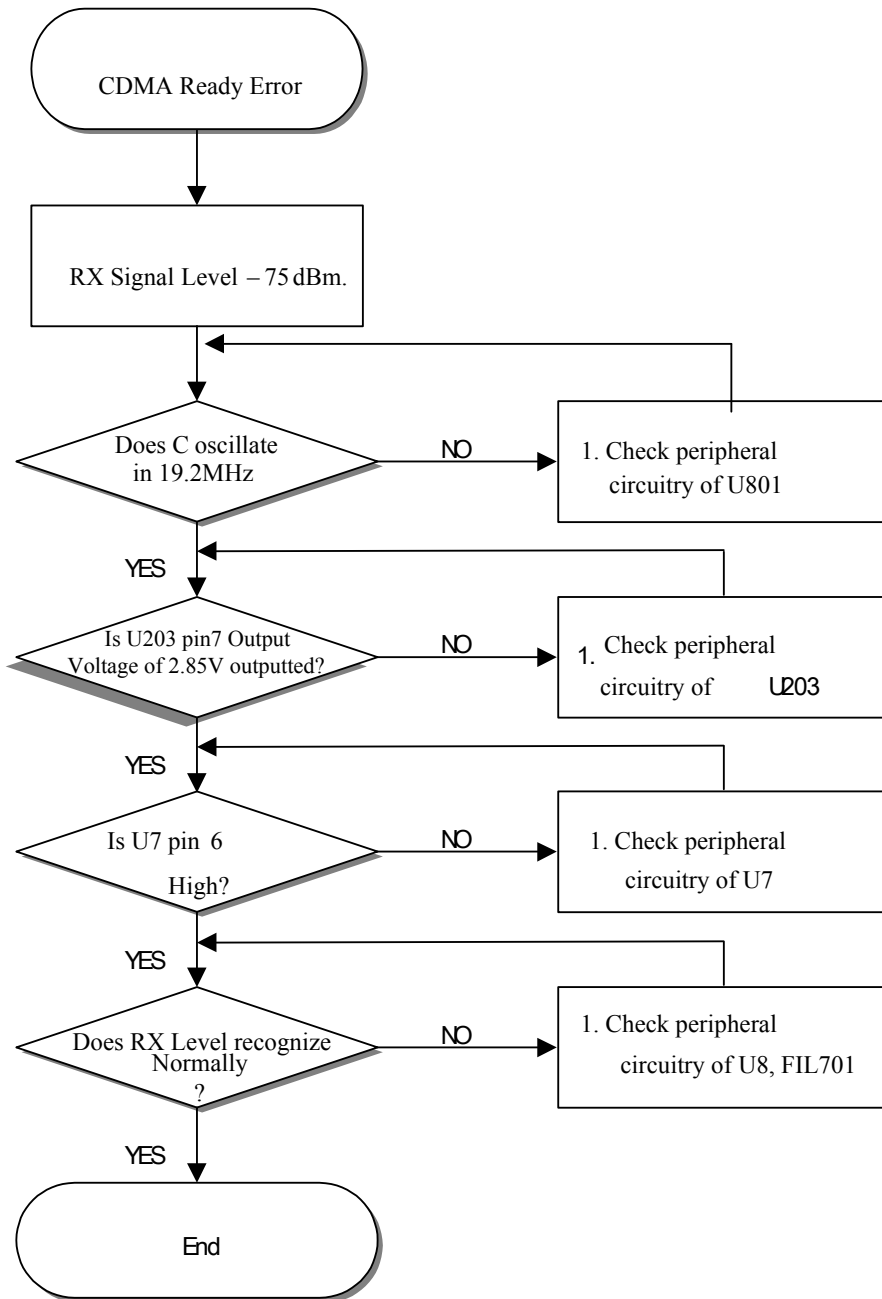 CDMA Ready Error
RX Signal Level – 75 dBm.
Does C oscillate
in 19.2MHz
NO
1. Check peripheral
circuitry of U801
YES
Is U203 pin7 Output
Voltage of 2.85V outputted?
NO
1. Check peripheral
circuitry of U203
YES
Is U7 pin 6
High?
NO
1. Check peripheral
circuitry of U7
YES
Does RX Level recognize
Normally
?
NO
1. Check peripheral
circuitry of U8, FIL701
YES
End